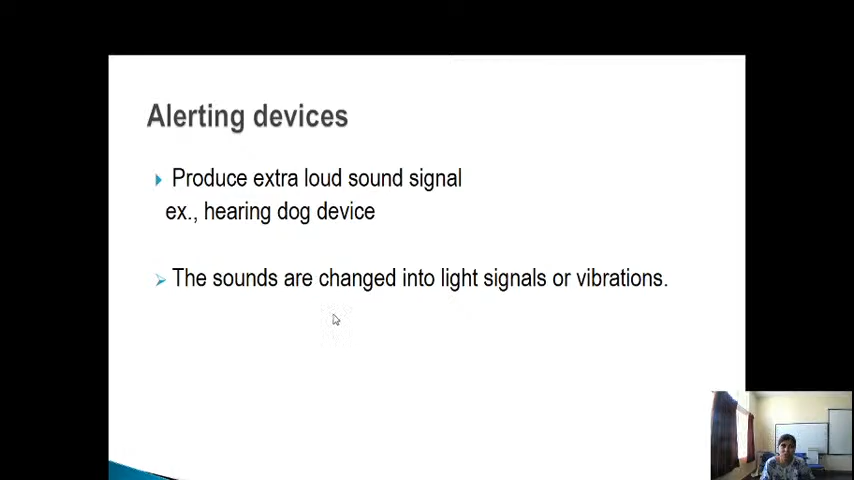 Alerting devices
Produce extra loud sound signal
ex., hearing dog device
The sounds are changed into light signals or vibrations.